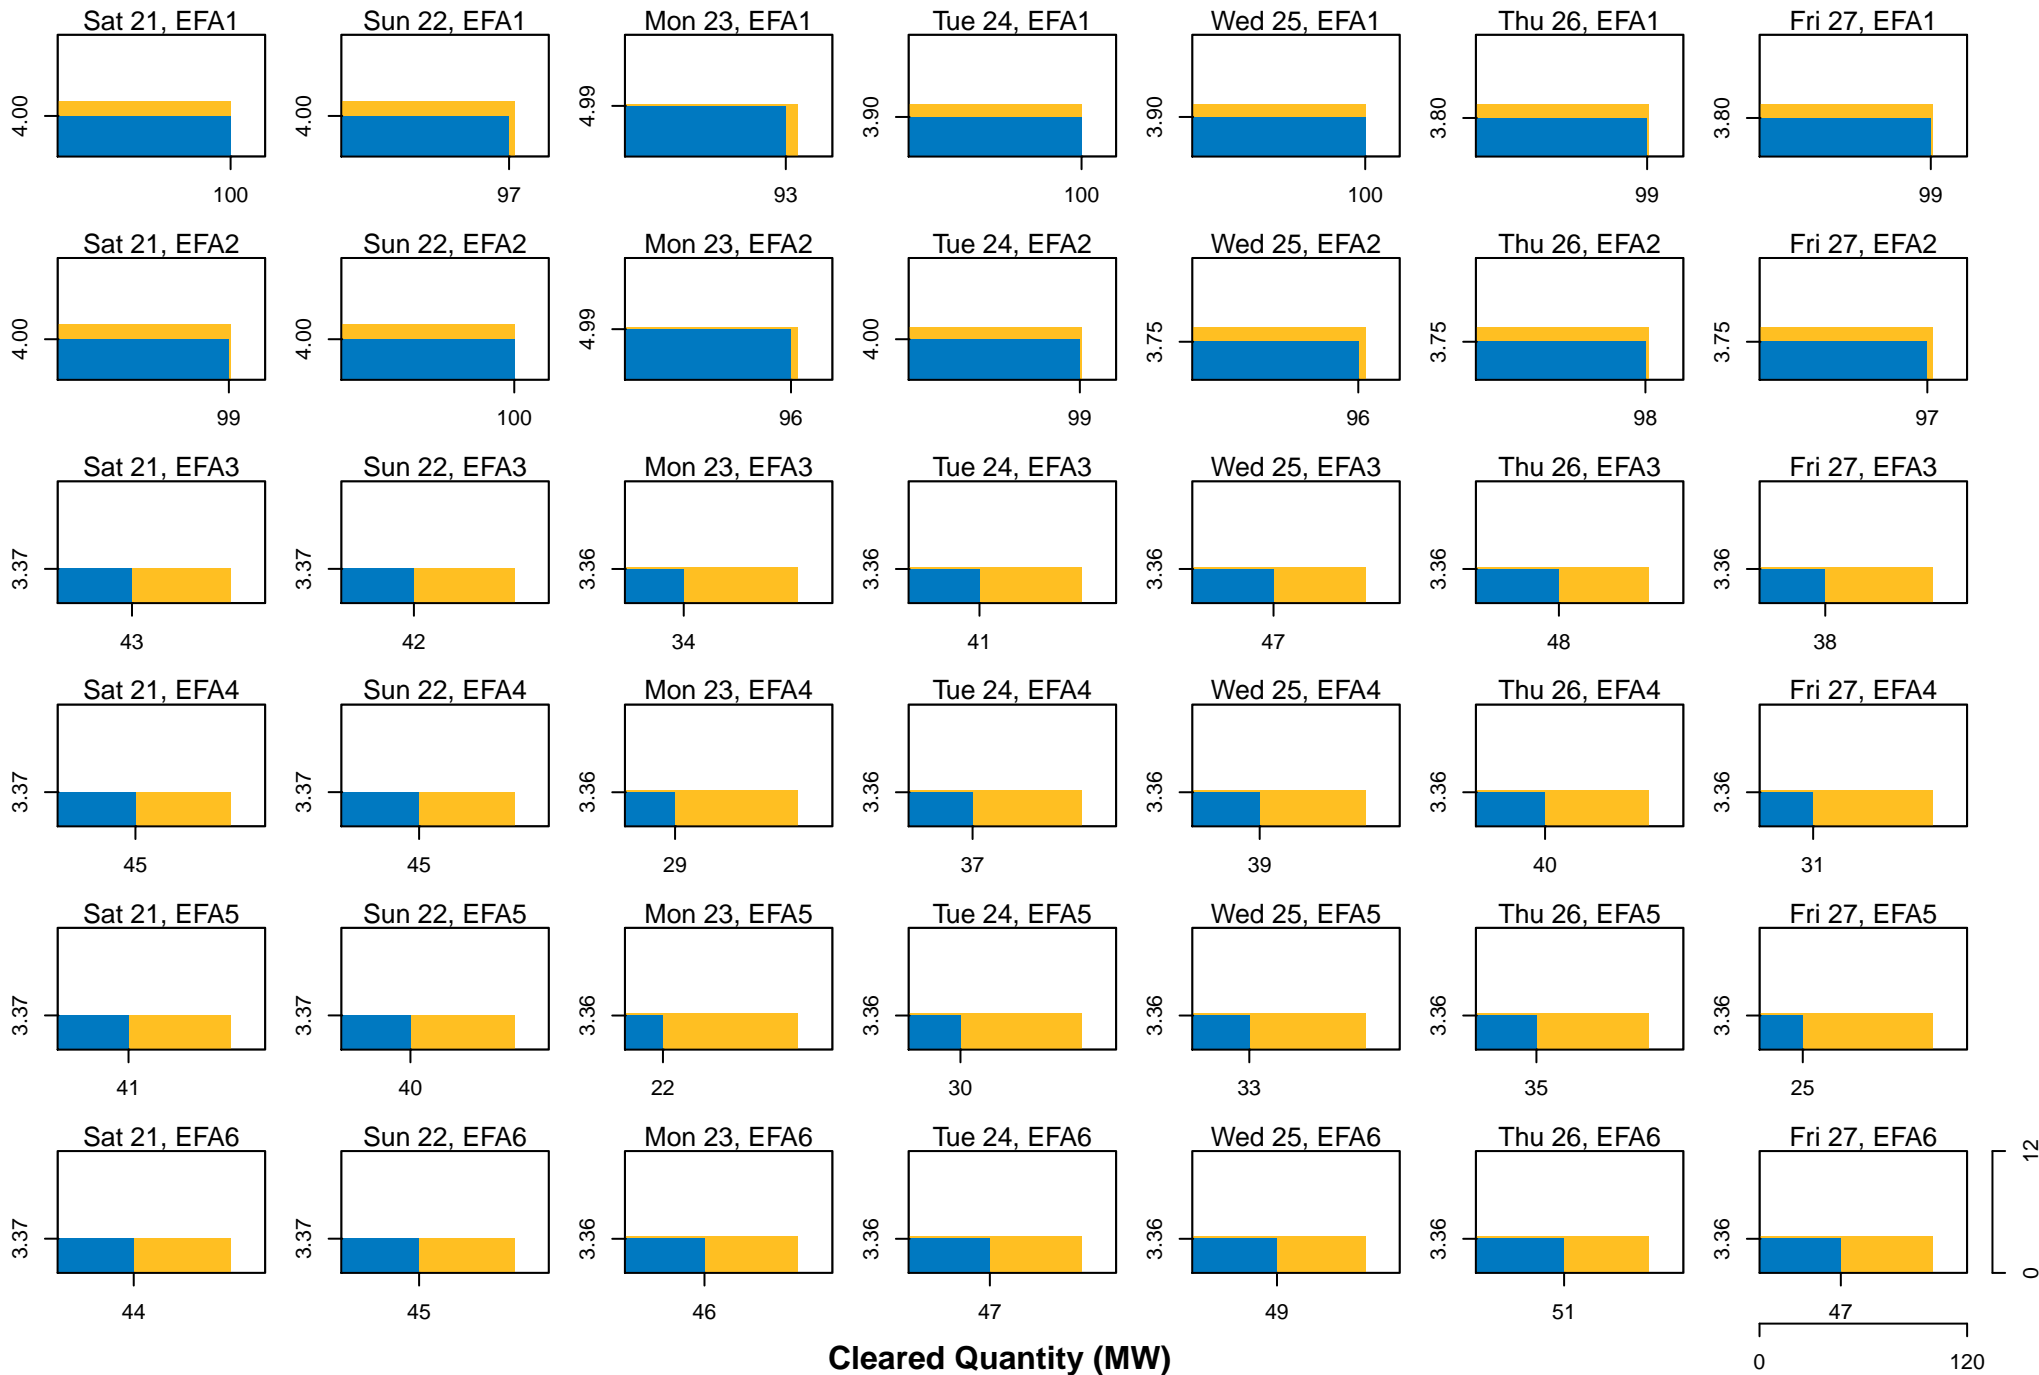 Sat 21, EFA1 Sun 22, EFA1 Mon 23, EFA1 Tue 24, EFA1 Wed 25, EFA1 Thu 26, EFA1 Fri 27, EFA1
4.00 4.00 4.99 3.90 3.90 3.80 3.80
100 97 93 100 100 99 99
Sat 21, EFA2 Sun 22, EFA2 Mon 23, EFA2 Tue 24, EFA2 Wed 25, EFA2 Thu 26, EFA2 Fri 27, EFA2
4.00 4.00 4.99 4.00 3.75 3.75 3.75
99 100 96 99 96 98 97
Sat 21, EFA3 Sun 22, EFA3 Mon 23, EFA3 Tue 24, EFA3 Wed 25, EFA3 Thu 26, EFA3 Fri 27, EFA3
3.37 3.37 3.36 3.36 3.36 3.36 3.36
43 42 34 41 47 48 38
Sat 21, EFA4 Sun 22, EFA4 Mon 23, EFA4 Tue 24, EFA4 Wed 25, EFA4 Thu 26, EFA4 Fri 27, EFA4
3.37 3.37 3.36 3.36 3.36 3.36 3.36
45 45 29 37 39 40 31
Sat 21, EFA5 Sun 22, EFA5 Mon 23, EFA5 Tue 24, EFA5 Wed 25, EFA5 Thu 26, EFA5 Fri 27, EFA5
3.37 3.37 3.36 3.36 3.36 3.36 3.36
41 40 22 30 33 35 25
Sat 21, EFA6 Sun 22, EFA6 Mon 23, EFA6 Tue 24, EFA6 Wed 25, EFA6 Thu 26, EFA6 Fri 27, EFA6
3.37 3.37 3.36 3.36 3.36 3.36 3.36
0 12
44 45 46 47 49 51 47
Cleared Quantity (MW)
0 120